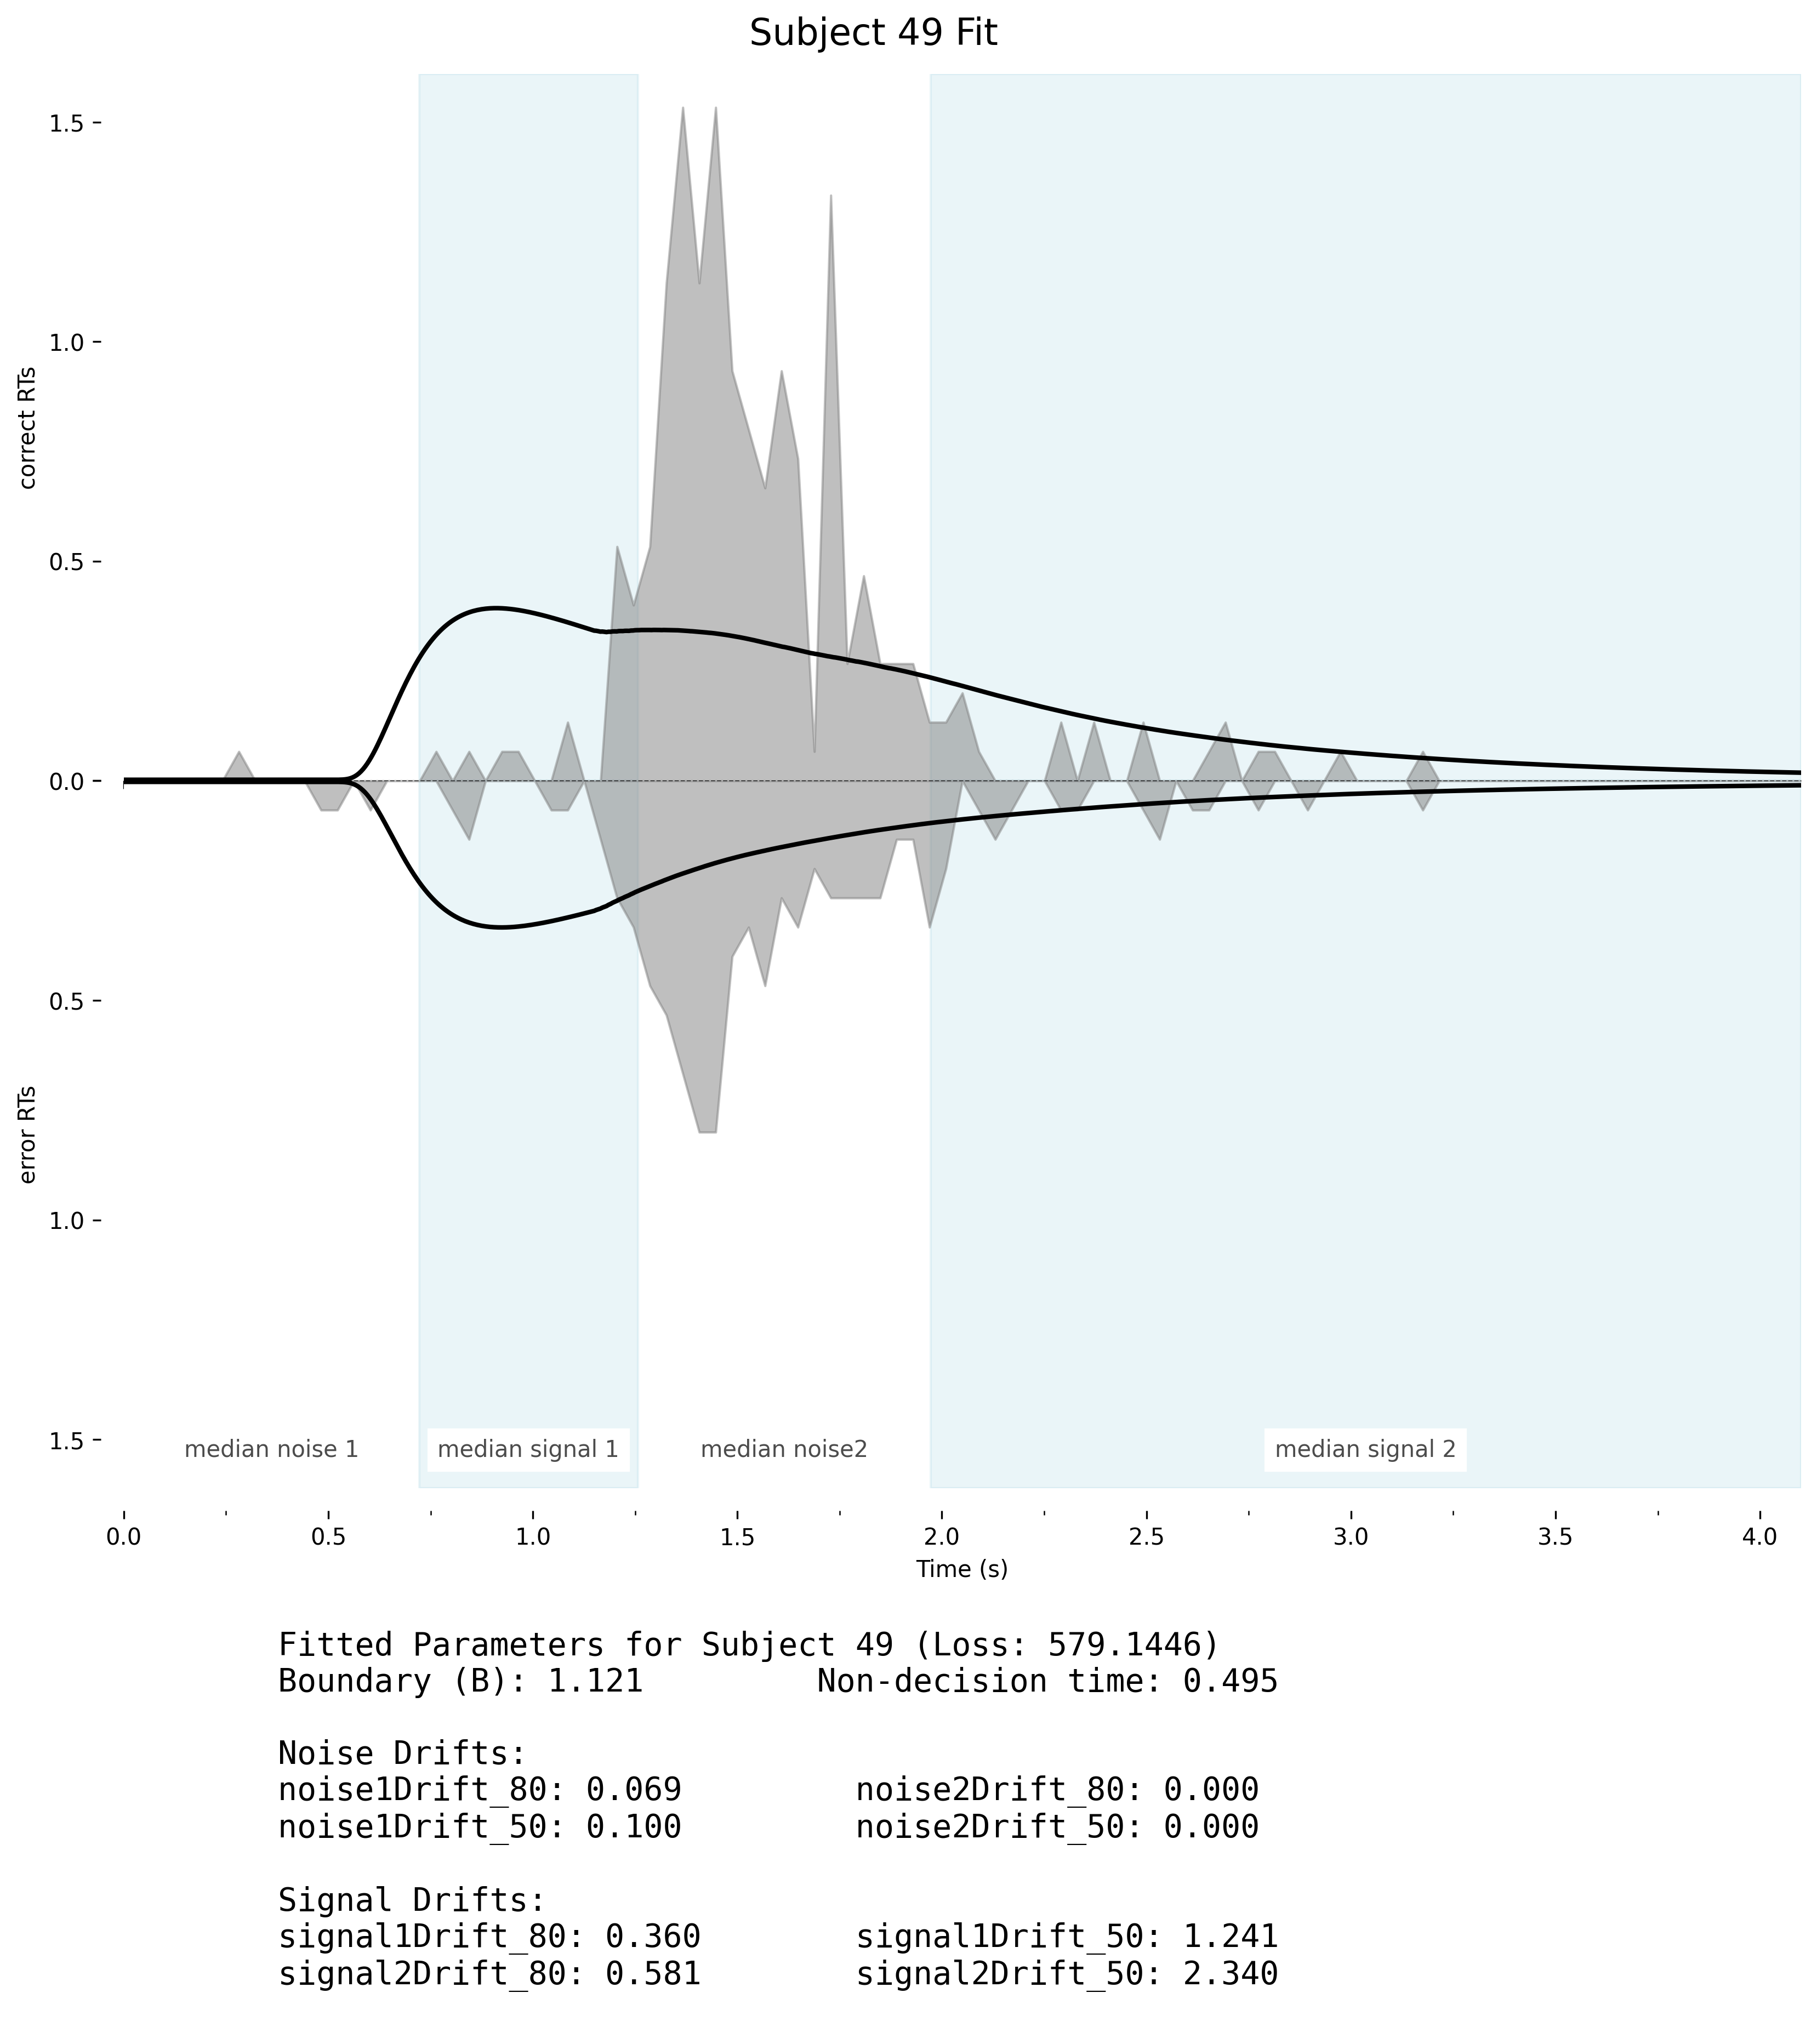 Subject 49 Fit
1.5
1.0
correct RTs
0.5
0.0
0.5
error RTs
1.0
1.5
median noise 1 median signal 1 median noise2 median signal 2
0.0 0.5 1.0 1.5 2.0 2.5 3.0 3.5 4.0
Time (s)
Fitted Parameters for Subject 49 (Loss: 579.1446)
Boundary (B): 1.121 Non-decision time: 0.495
Noise Drifts:
noise1Drift_80: 0.069 noise2Drift_80: 0.000
noise1Drift_50: 0.100 noise2Drift_50: 0.000
Signal Drifts:
signal1Drift_80: 0.360 signal1Drift_50: 1.241
signal2Drift_80: 0.581 signal2Drift_50: 2.340